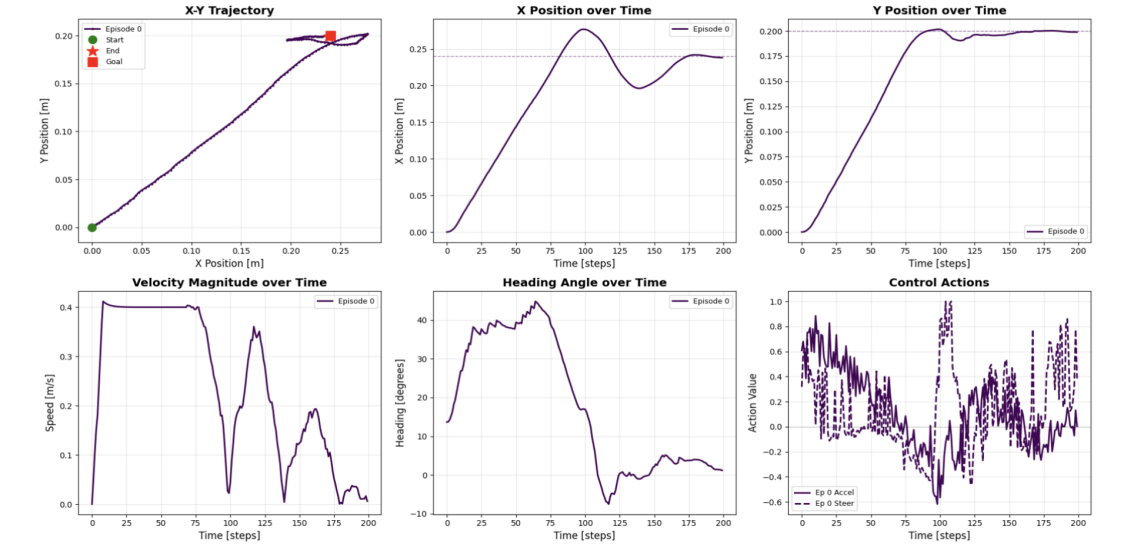 X-Y Trajectory
Episode 0
Start
End
Goal
0.20
0.15
0.10
0.05
0.00
Y Position [m]
0.00 0.05 0.10 0.15 0.20 0.25
X Position [m]
X Position over Time
Episode 0
0.25
0.20
0.15
0.10
0.05
0.00
X Position [m]
0 25 50 75 100 125 150 175 200
Time [steps]
Y Position over Time
0.200
0.175
0.150
0.125
0.100
0.075
0.050
0.025
0.000
Y Position [m]
Episode 0
0 25 50 75 100 125 150 175 200
Time [steps]
Velocity Magnitude over Time
Episode 0
0.4
0.3
0.2
0.1
0.0
Speed [m/s]
0 25 50 75 100 125 150 175 200
Time [steps]
Heading Angle over Time
Episode 0
40
30
20
10
0
−10
Heading [degrees]
0 25 50 75 100 125 150 175 200
Time [steps]
Control Actions
1.0
0.8
0.6
0.4
0.2
0.0
−0.2
−0.4
−0.6
Action Value
Ep 0 Accel
Ep 0 Steer
0 25 50 75 100 125 150 175 200
Time [steps]